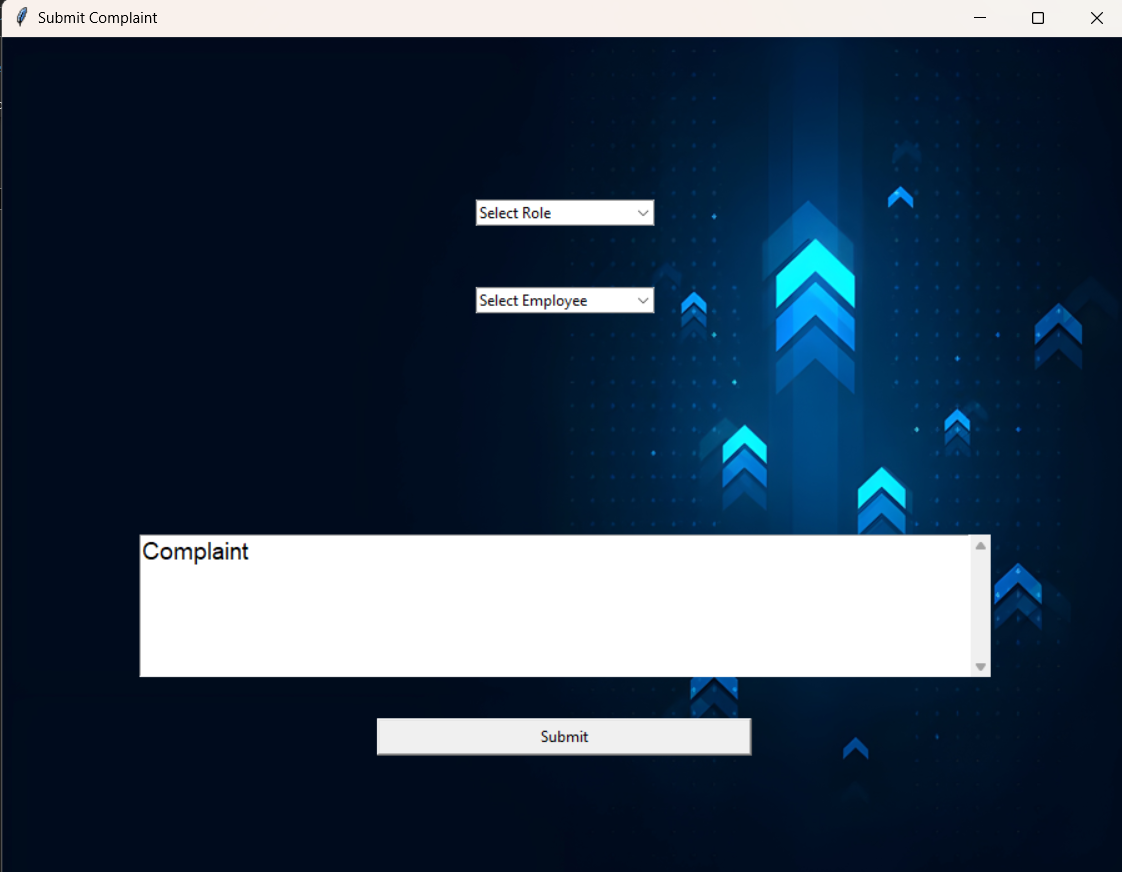 Submit Complaint
Select Role
Select Employee
Complaint
Submit